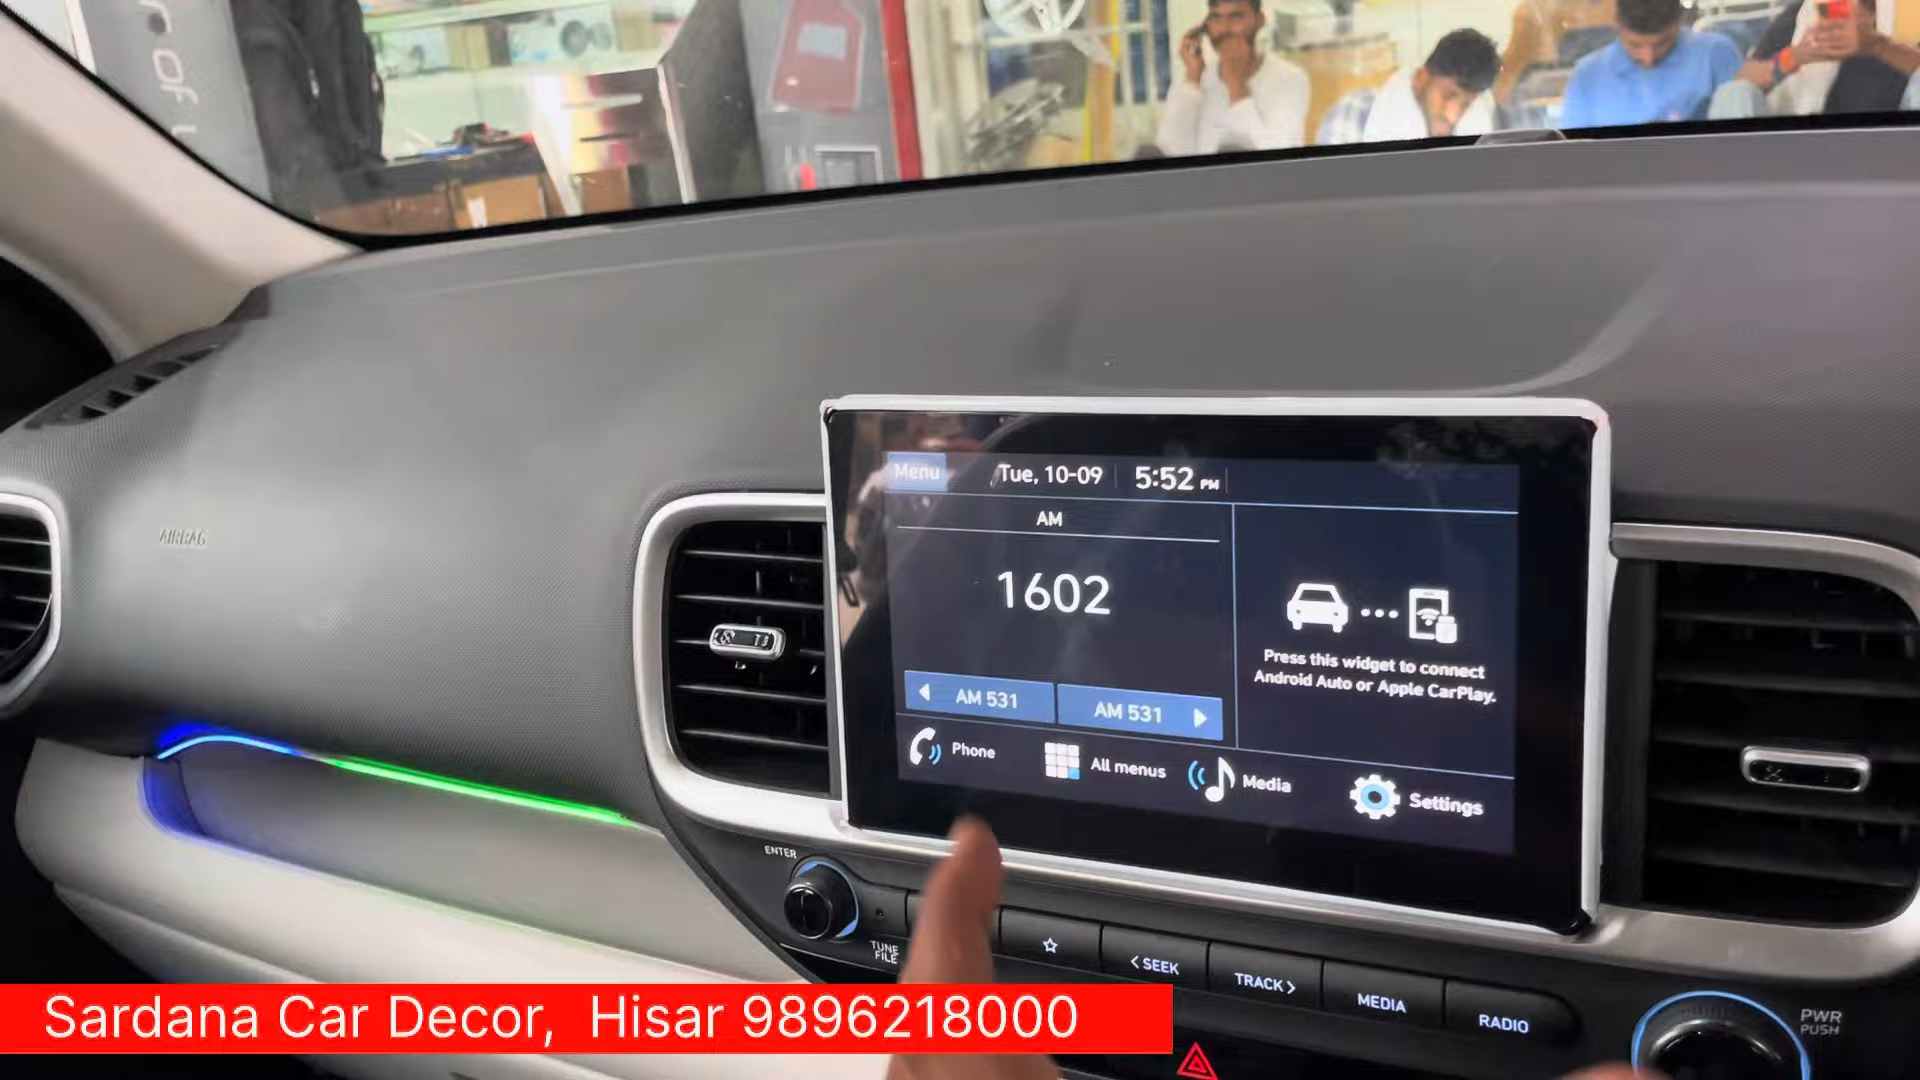 Menu
Tue, 10-09
5:52 PM
AM
1602
AM 531
AM 531
Press this widget to connect
Android Auto or Apple CarPlay.
Phone
All menus
Media
Settings
AIRBAG
ENTER
TUNE
FILE
SEEK
TRACK
MEDIA
RADIO
PWR
PUSH
Sardana Car Decor, Hisar 9896218000